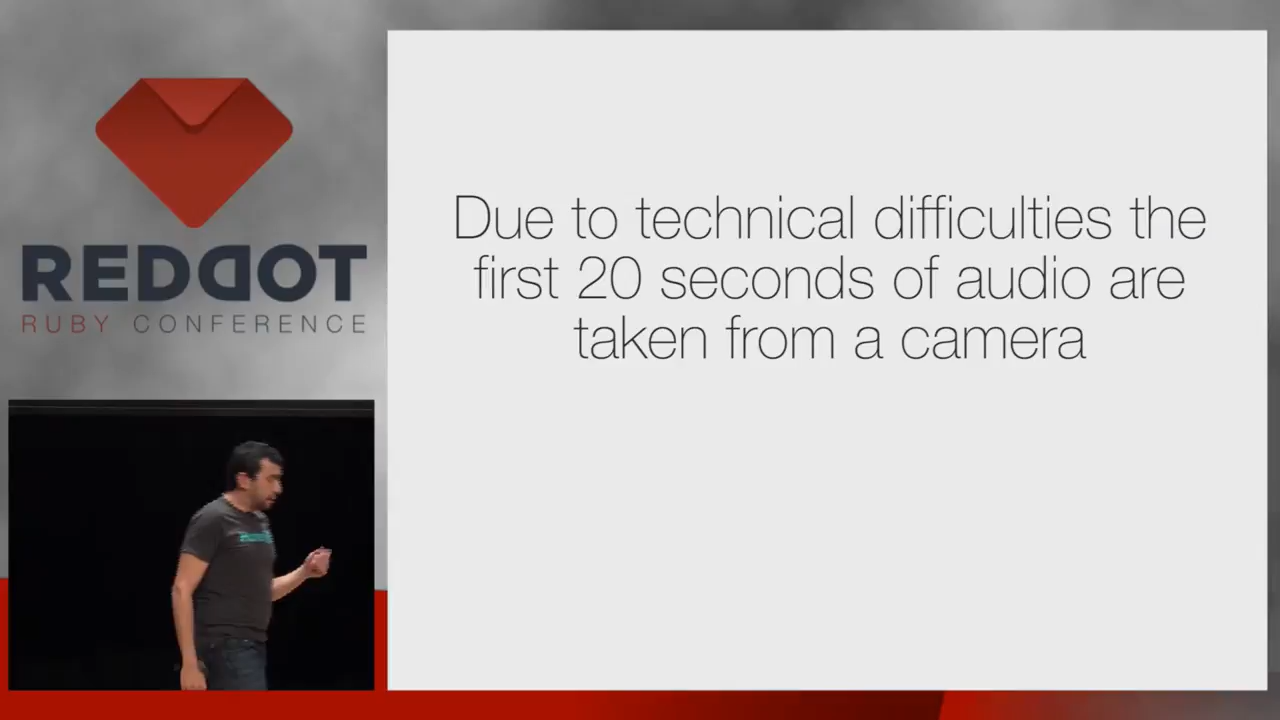 REDDOT
RUBY CONFERENCE
Due to technical difficulties the
first 20 seconds of audio are
taken from a camera